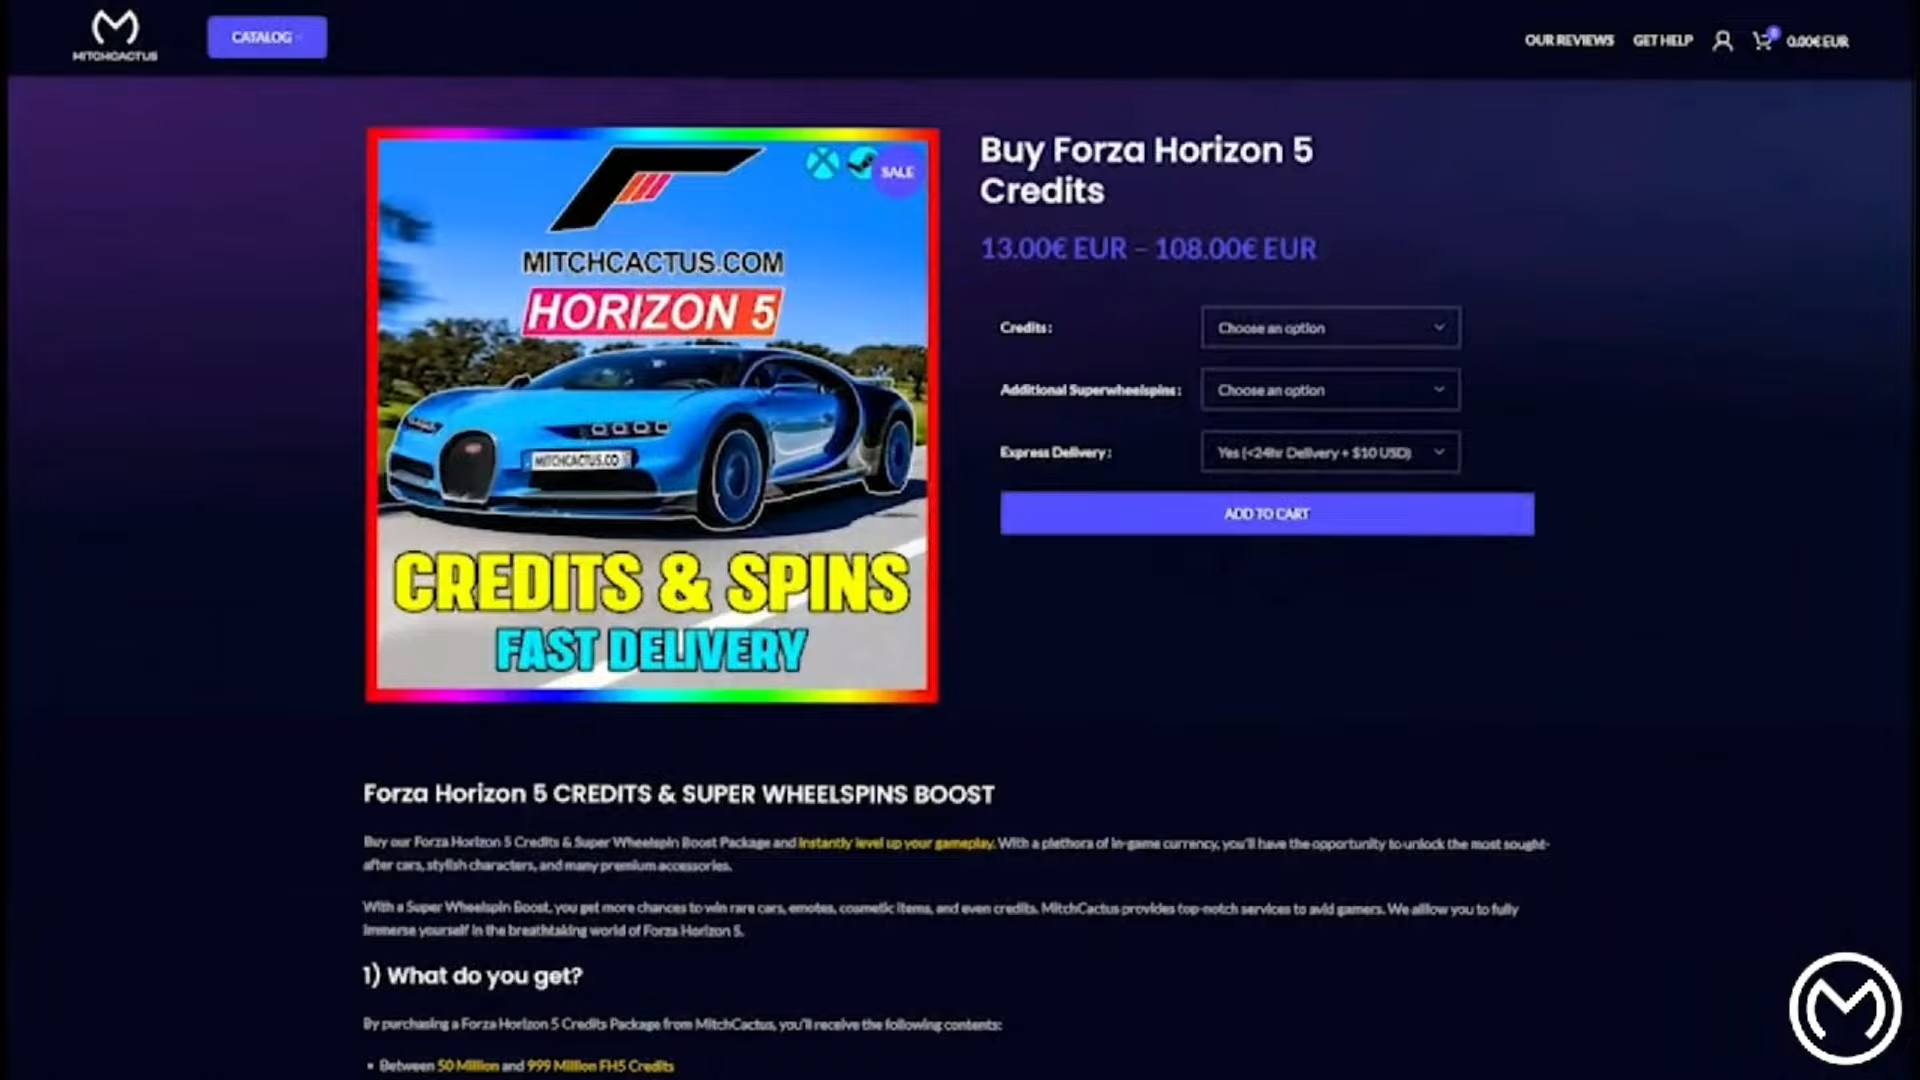 MITCHCACTUS
CATALOG
OUR REVIEWS
GET HELP
0
0.00€ EUR
SALE
MITCHCACTUS.COM
HORIZON 5
MITCHCACTUS.CO
CREDITS & SPINS
FAST DELIVERY
Buy Forza Horizon 5
Credits
13.00€ EUR – 108.00€ EUR
Credits:
Choose an option
Additional Superwheelspins:
Choose an option
Express Delivery:
Yes (<24hr Delivery + $10 USD)
ADD TO CART
Forza Horizon 5 CREDITS & SUPER WHEELSPINS BOOST
Buy our Forza Horizon 5 Credits & Super Wheelspin Boost Package and instantly level up your gameplay. With a plethora of in-game currency, you'll have the opportunity to unlock the most sought-
after cars, stylish characters, and many premium accessories.
With a Super Wheelspin Boost, you get more chances to win rare cars, emotes, cosmetic items, and even credits. MitchCactus provides top-notch services to avid gamers. We alllow you to fully
immerse yourself in the breathtaking world of Forza Horizon 5.
1) What do you get?
By purchasing a Forza Horizon 5 Credits Package from MitchCactus, you'll receive the following contents:
• Between 50 Million and 999 Million FH5 Credits